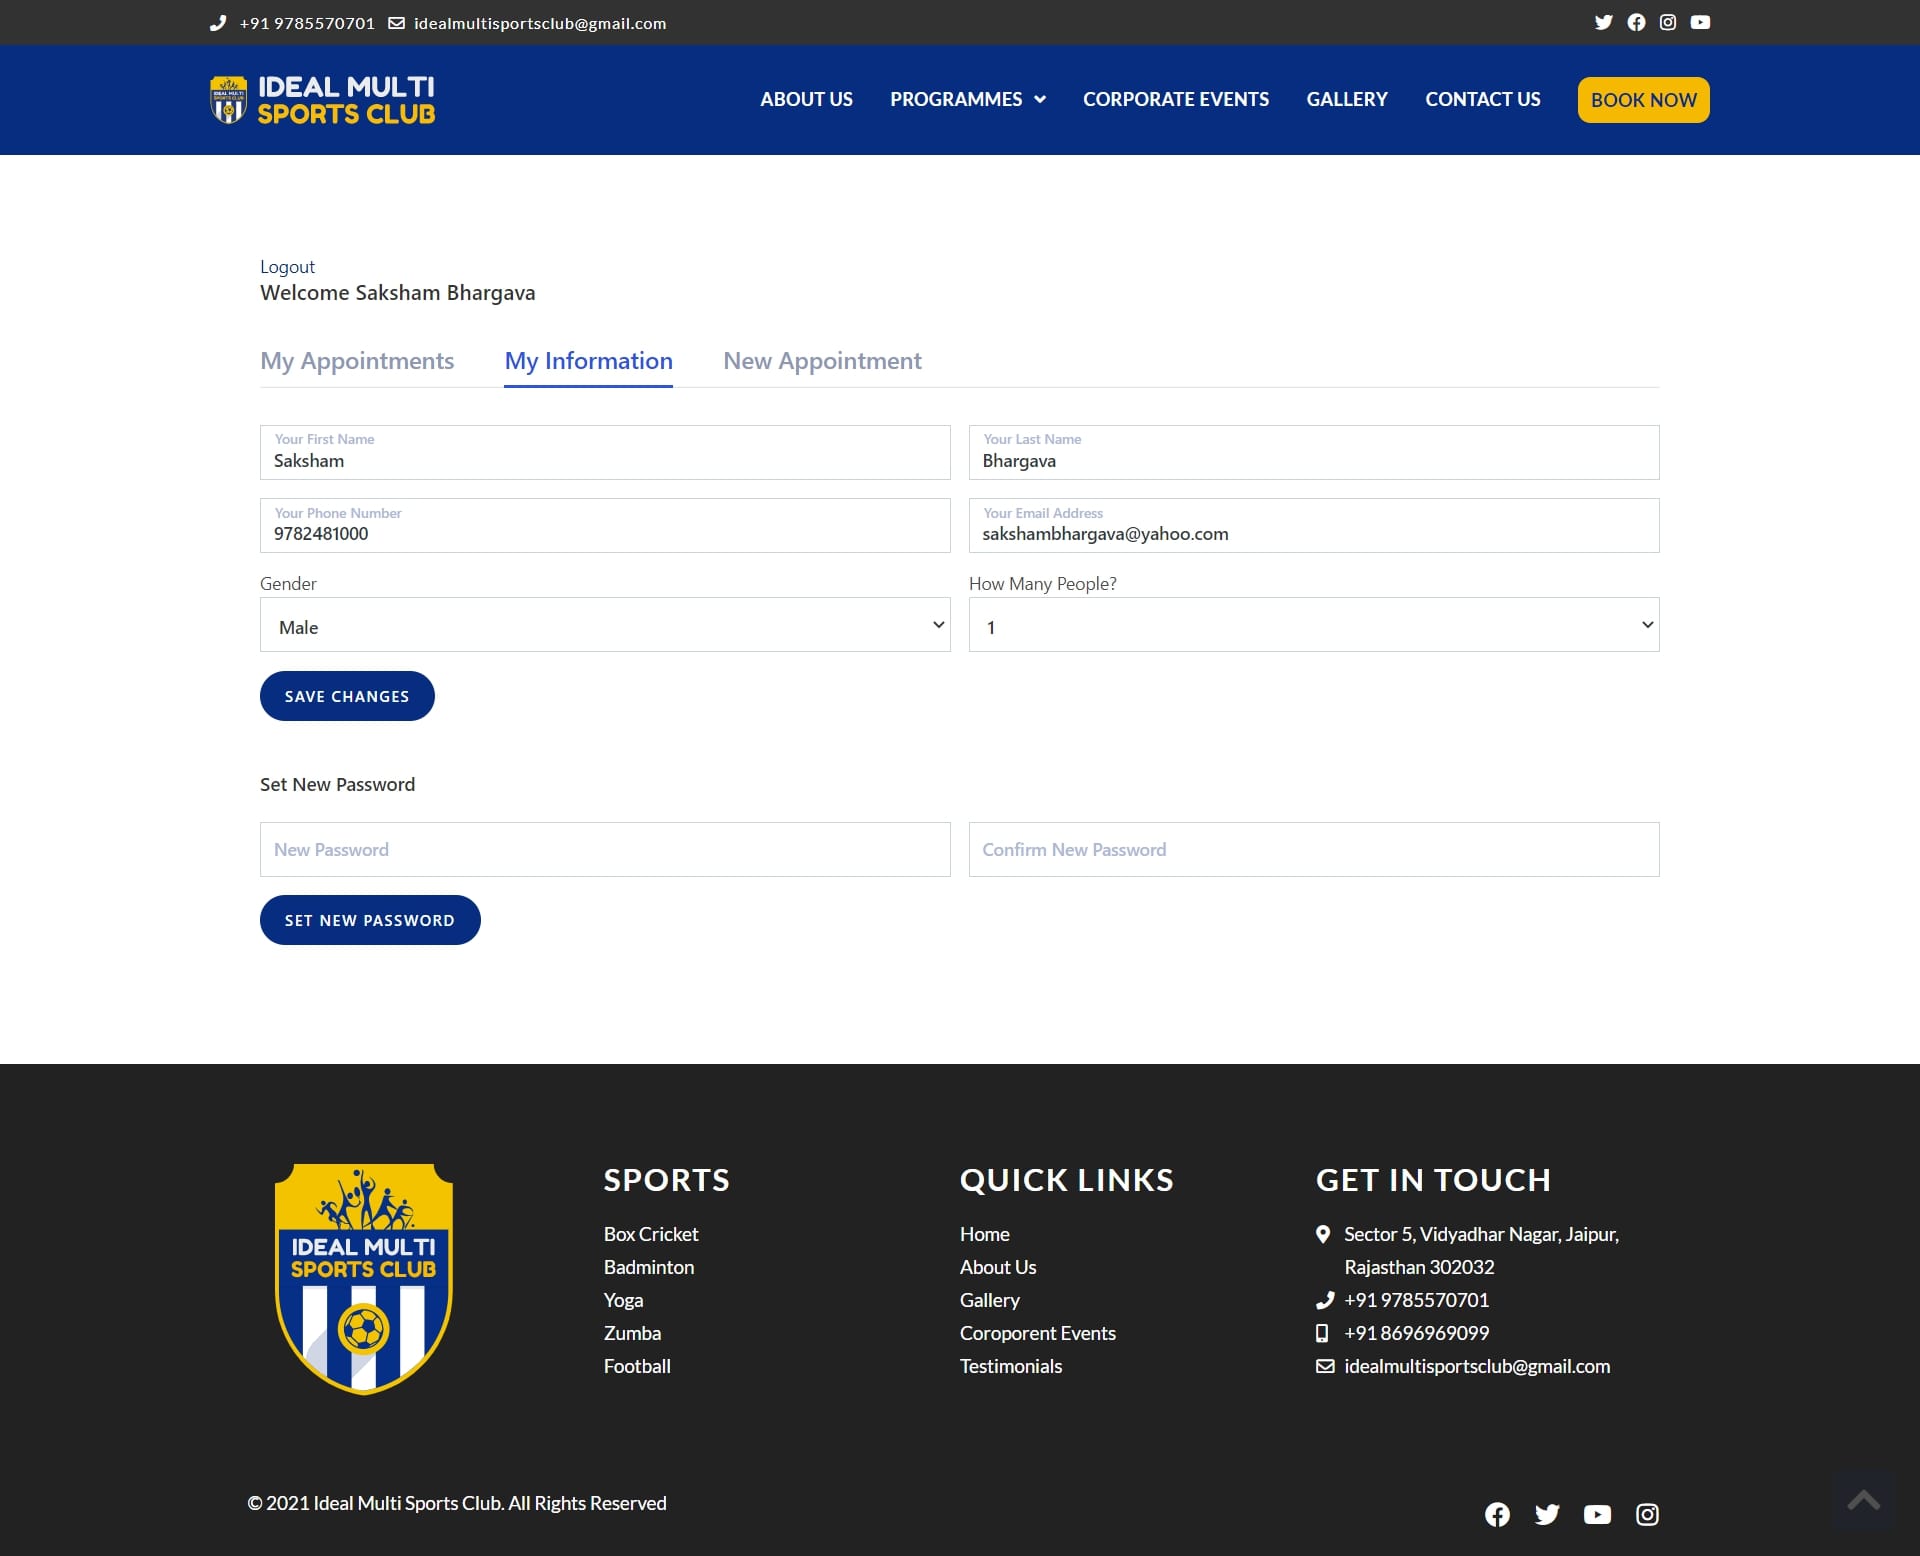 +91 9785570701 idealmultisportsclub@gmail.com
IDEAL MULTI
SPORTS CLUB
ABOUT US PROGRAMMES CORPORATE EVENTS GALLERY CONTACT US BOOK NOW
Logout
Welcome Saksham Bhargava
My Appointments My Information New Appointment
Your First Name
Saksham
Your Last Name
Bhargava
Your Phone Number
9782481000
Your Email Address
sakshambhargava@yahoo.com
Gender
Male
How Many People?
1
SAVE CHANGES
Set New Password
New Password
Confirm New Password
SET NEW PASSWORD
IDEAL MULTI
SPORTS CLUB
SPORTS
Box Cricket
Badminton
Yoga
Zumba
Football
QUICK LINKS
Home
About Us
Gallery
Coroporent Events
Testimonials
GET IN TOUCH
Sector 5, Vidyadhar Nagar, Jaipur,
Rajasthan 302032
+91 9785570701
+91 8696969099
idealmultisportsclub@gmail.com
© 2021 Ideal Multi Sports Club. All Rights Reserved